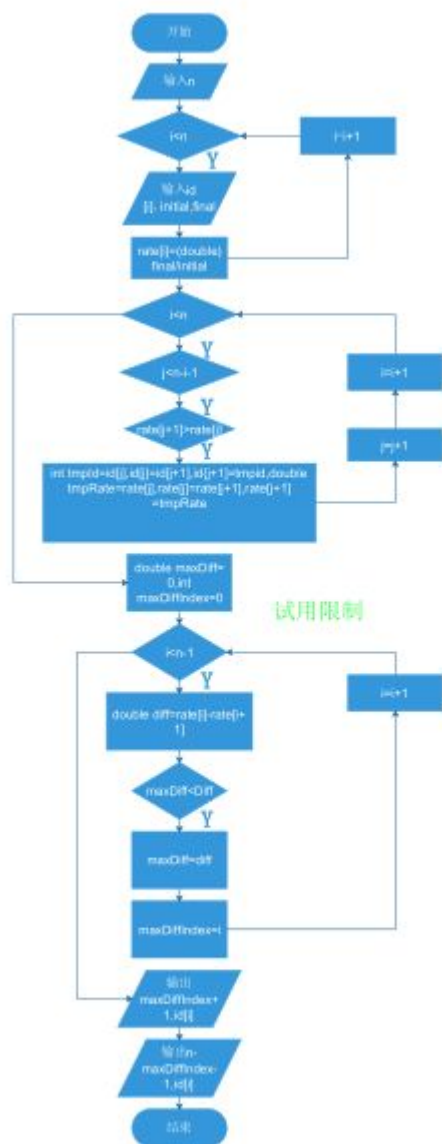 开始
输入n
i<n
i=i+1
Y
输入id
[i], initial,final
rate[i]=(double)
final/initial
i<n
Y
j<n-i-1
i=i+1
Y
rate[j+1]>rate[j]
j=j+1
Y
int tmpId=id[j],id[j]=id[j+1],id[j+1]=tmpid,double
tmpRate=rate[j],rate[j]=rate[j+1],rate[j+1]
=tmpRate
double maxDiff=
0,int
maxDiffIndex=0
试用限制
i<n-1
Y
i=i+1
double diff=rate[i]-rate[i+
1]
maxDiff<Diff
Y
maxDiff=diff
maxDiffIndex=i
输出
maxDiffIndex+
1,id[i]
输出n-
maxDiffIndex-
1,id[i]
结束